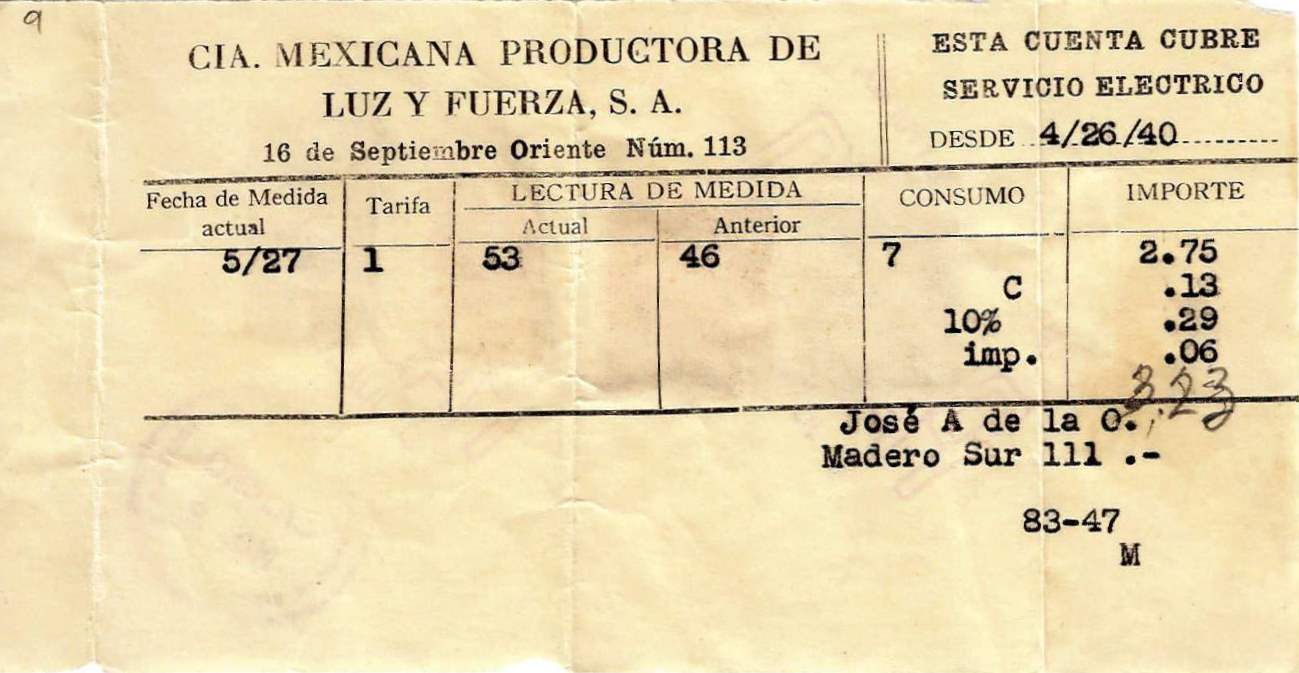 9
CIA. MEXICANA PRODUCTORA DE
LUZ Y FUERZA, S. A.
16 de Septiembre Oriente Núm. 113
ESTA CUENTA CUBRE
SERVICIO ELECTRICO
DESDE 4/26/40
Fecha de Medida actual
Tarifa
LECTURA DE MEDIDA
Actual Anterior
CONSUMO
IMPORTE
5/27 1 53 46 7 2.75
C .13
10% .29
imp. .06
3.23
José A de la O.
Madero Sur 111 .-
83-47
M